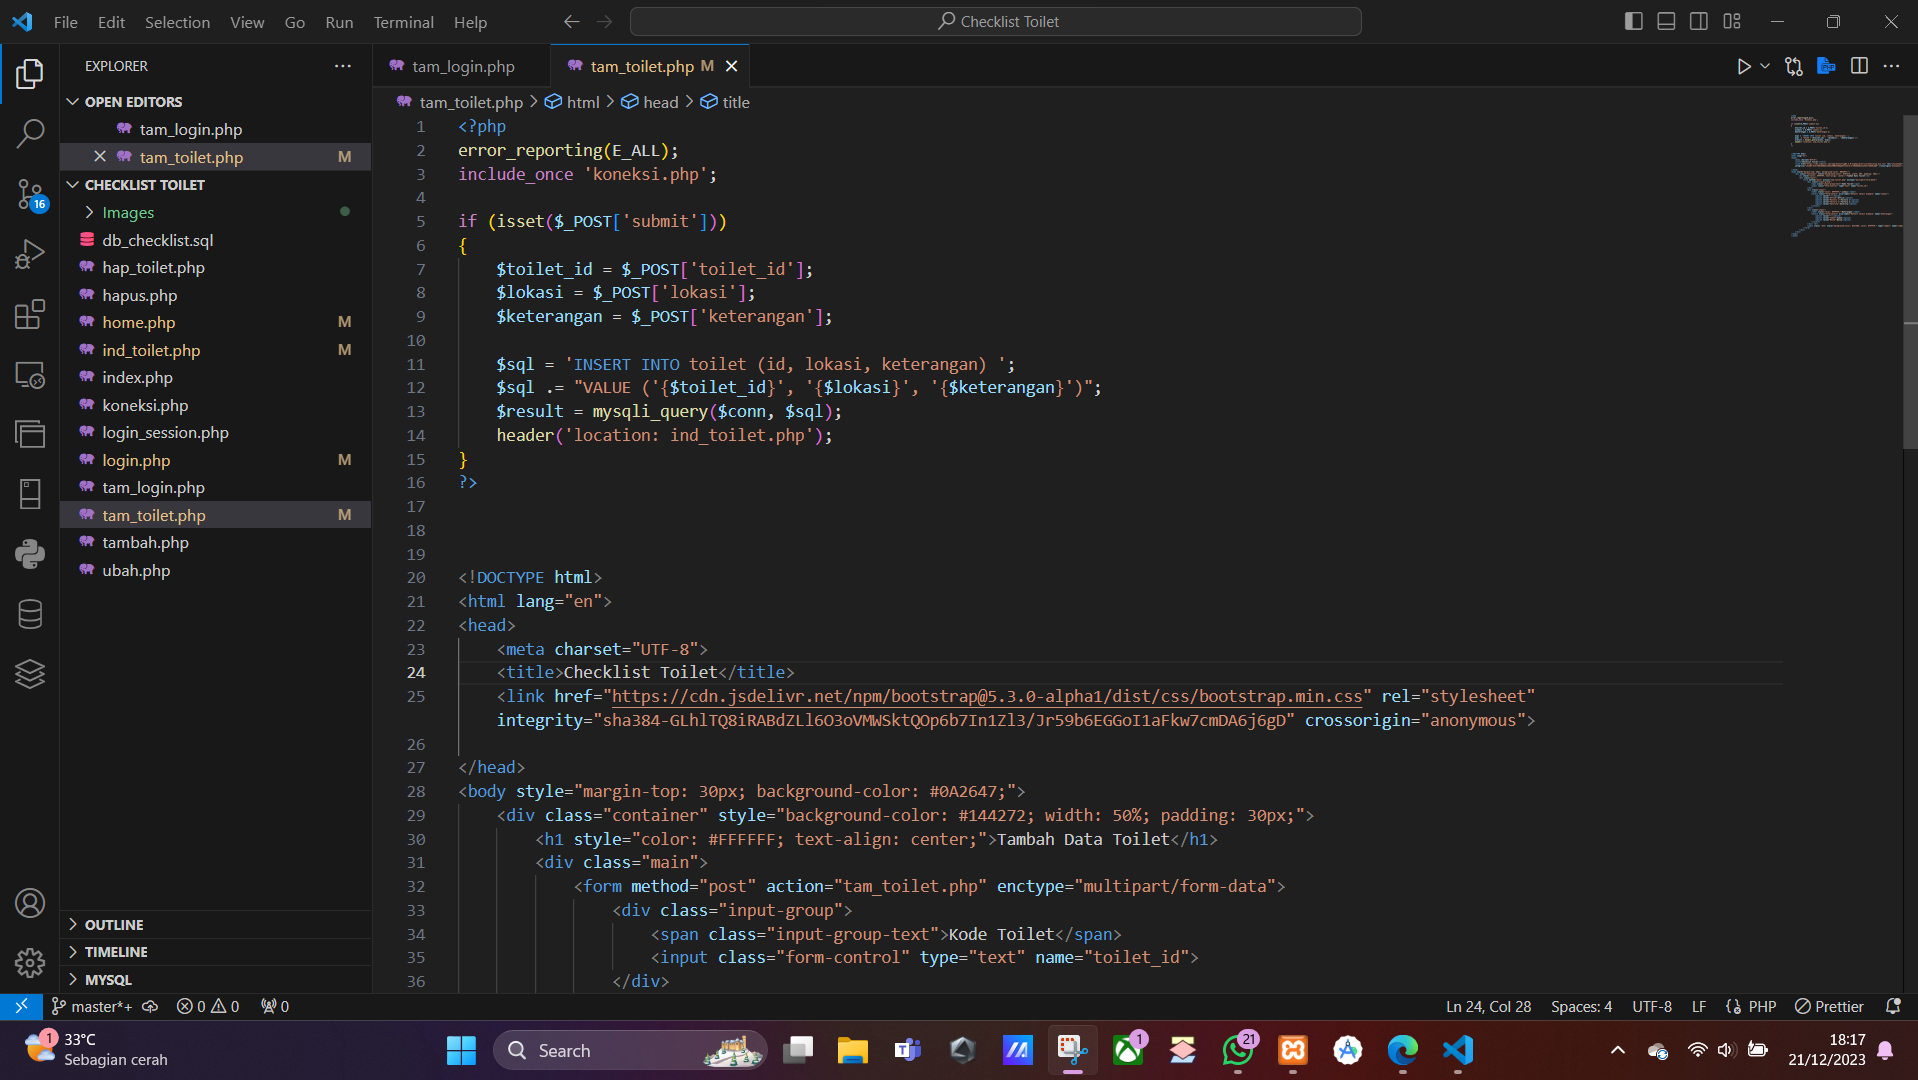 File Edit Selection View Go Run Terminal Help
Checklist Toilet
EXPLORER
OPEN EDITORS
tam_login.php
tam_toilet.php M
CHECKLIST TOILET
Images
db_checklist.sql
hap_toilet.php
hapus.php
home.php M
ind_toilet.php M
index.php
koneksi.php
login_session.php
login.php M
tam_login.php
tam_toilet.php M
tambah.php
ubah.php
OUTLINE
TIMELINE
MYSQL
16
tam_login.php tam_toilet.php M
tam_toilet.php > html > head > title
1 <?php
2 error_reporting(E_ALL);
3 include_once 'koneksi.php';
4
5 if (isset($_POST['submit']))
6 {
7 $toilet_id = $_POST['toilet_id'];
8 $lokasi = $_POST['lokasi'];
9 $keterangan = $_POST['keterangan'];
10
11 $sql = 'INSERT INTO toilet (id, lokasi, keterangan) ';
12 $sql .= "VALUE ('{$toilet_id}', '{$lokasi}', '{$keterangan}')";
13 $result = mysqli_query($conn, $sql);
14 header('location: ind_toilet.php');
15 }
16 ?>
17
18
19
20 <!DOCTYPE html>
21 <html lang="en">
22 <head>
23 <meta charset="UTF-8">
24 <title>Checklist Toilet</title>
25 <link href="https://cdn.jsdelivr.net/npm/bootstrap@5.3.0-alpha1/dist/css/bootstrap.min.css" rel="stylesheet"
integrity="sha384-GLhlTQ8iRABdZLl6O3oVMWSktQOp6b7In1Zl3/Jr59b6EGGoI1aFkw7cmDA6j6gD" crossorigin="anonymous">
26
27 </head>
28 <body style="margin-top: 30px; background-color: #0A2647;">
29 <div class="container" style="background-color: #144272; width: 50%; padding: 30px;">
30 <h1 style="color: #FFFFFF; text-align: center;">Tambah Data Toilet</h1>
31 <div class="main">
32 <form method="post" action="tam_toilet.php" enctype="multipart/form-data">
33 <div class="input-group">
34 <span class="input-group-text">Kode Toilet</span>
35 <input class="form-control" type="text" name="toilet_id">
36 </div>
master*+ 0 0 0 Ln 24, Col 28 Spaces: 4 UTF-8 LF PHP Prettier
1 33°C
Sebagian cerah
Search
1
21
18:17
21/12/2023